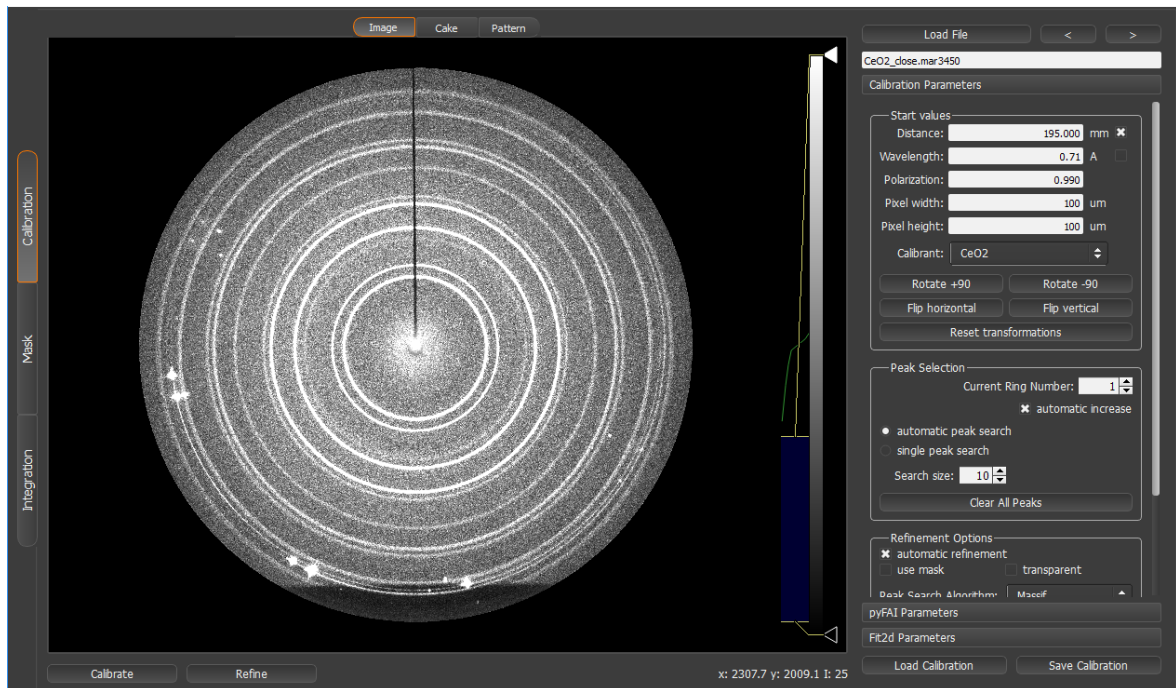 Image Cake Pattern
Load File < >
CeO2_close.mar3450
Calibration Parameters
Start values
Distance: 195.000 mm
Wavelength: 0.71 A
Polarization: 0.990
Pixel width: 100 um
Pixel height: 100 um
Calibrant: CeO2
Rotate +90 Rotate -90
Flip horizontal Flip vertical
Reset transformations
Peak Selection
Current Ring Number: 1
automatic increase
automatic peak search
single peak search
Search size: 10
Clear All Peaks
Refinement Options
automatic refinement
use mask transparent
Peak Search Algorithm: Massif
pyFAI Parameters
Fit2d Parameters
Load Calibration Save Calibration
Calibration
Mask
Integration
Calibrate Refine x: 2307.7 y: 2009.1 I: 25